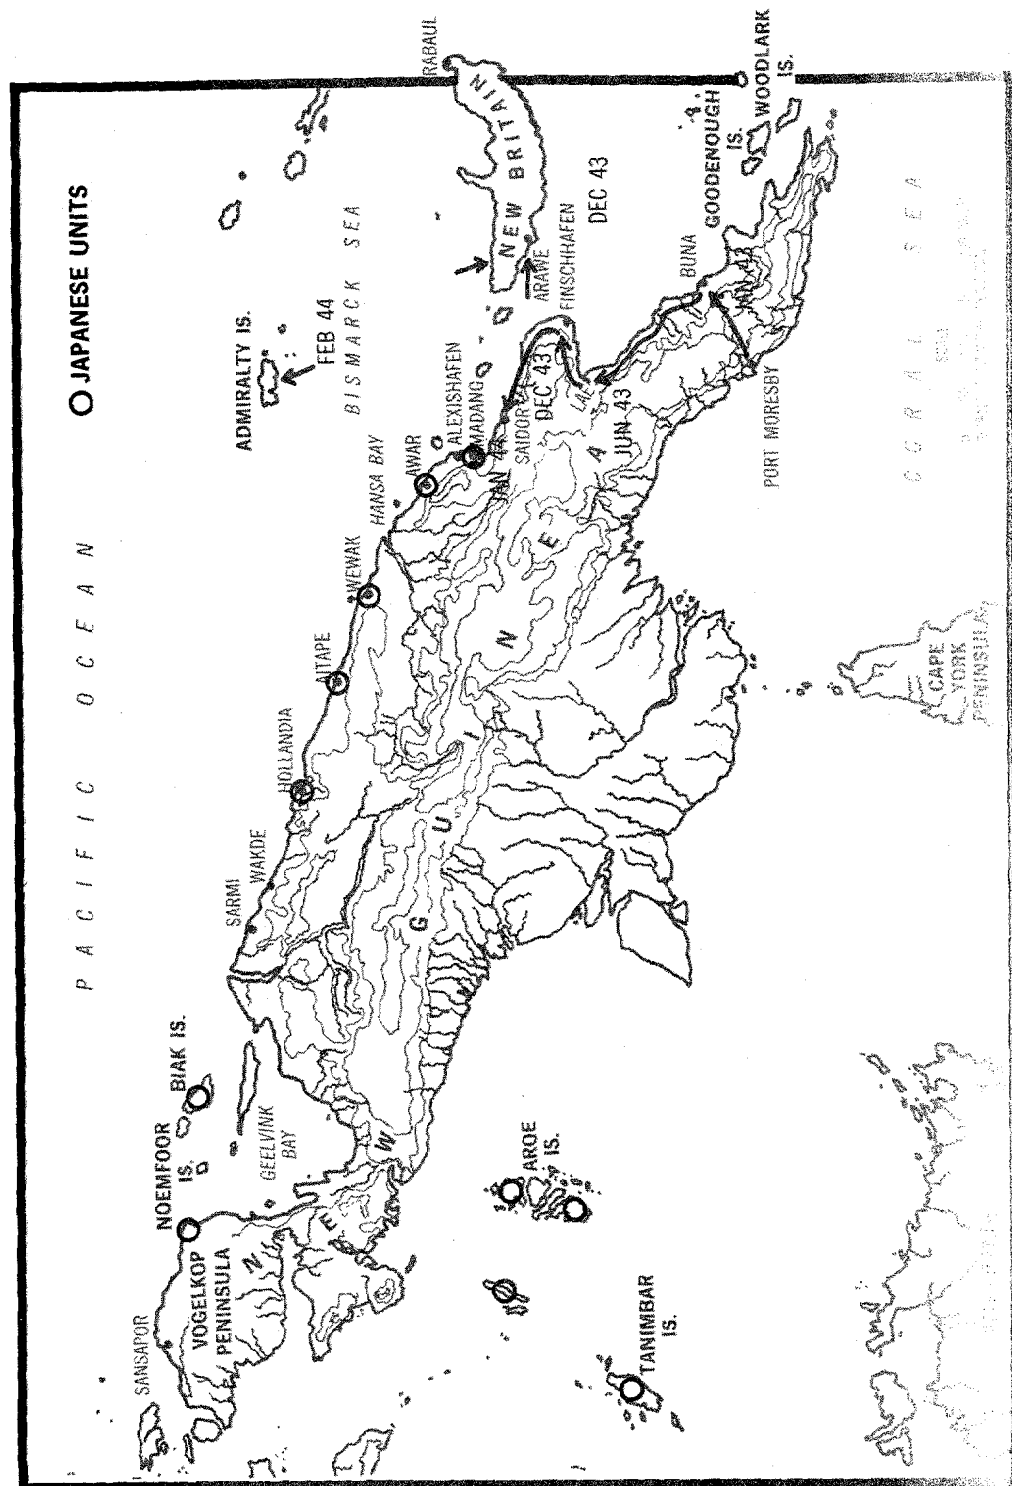 JAPANESE UNITS
PACIFIC OCEAN
ADMIRALTY IS.
FEB 44
BISMARCK SEA
RABAUL
NEW BRITAIN
ARAWE
FINSCHHAFEN
DEC 43
GOODENOUGH
IS.
WOODLARK
IS.
BUNA
JAN 43
PORT MORESBY
CORAL SEA
LAE
JUN 43
DEC 43
SAIDOR
JAN 44
MADANG
ALEXISHAFEN
AWAR
HANSA BAY
WEWAK
AITAPE
HOLLANDIA
WAKDE
SARMI
NEW GUINEA
BIAK IS.
NOEMFOOR
IS.
GEELVINK
BAY
VOGELKOP
PENINSULA
SANSAPOR
AROE
IS.
TANIMBAR
IS.
CAPE
YORK
PENINSULA